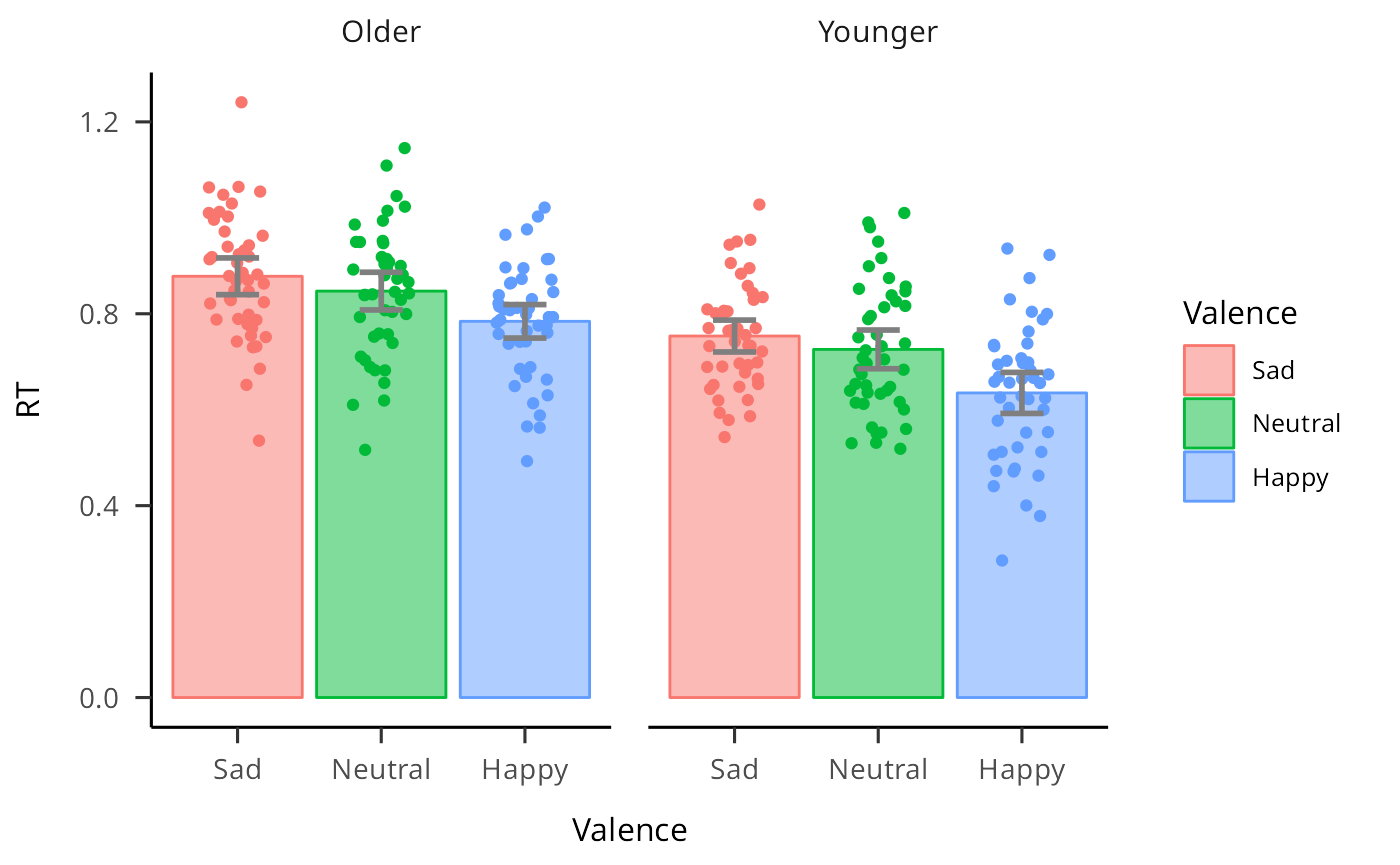 Older
Younger
1.2
0.8
0.4
0.0
RT
Sad
Neutral
Happy
Sad
Neutral
Happy
Valence
Valence
Sad
Neutral
Happy